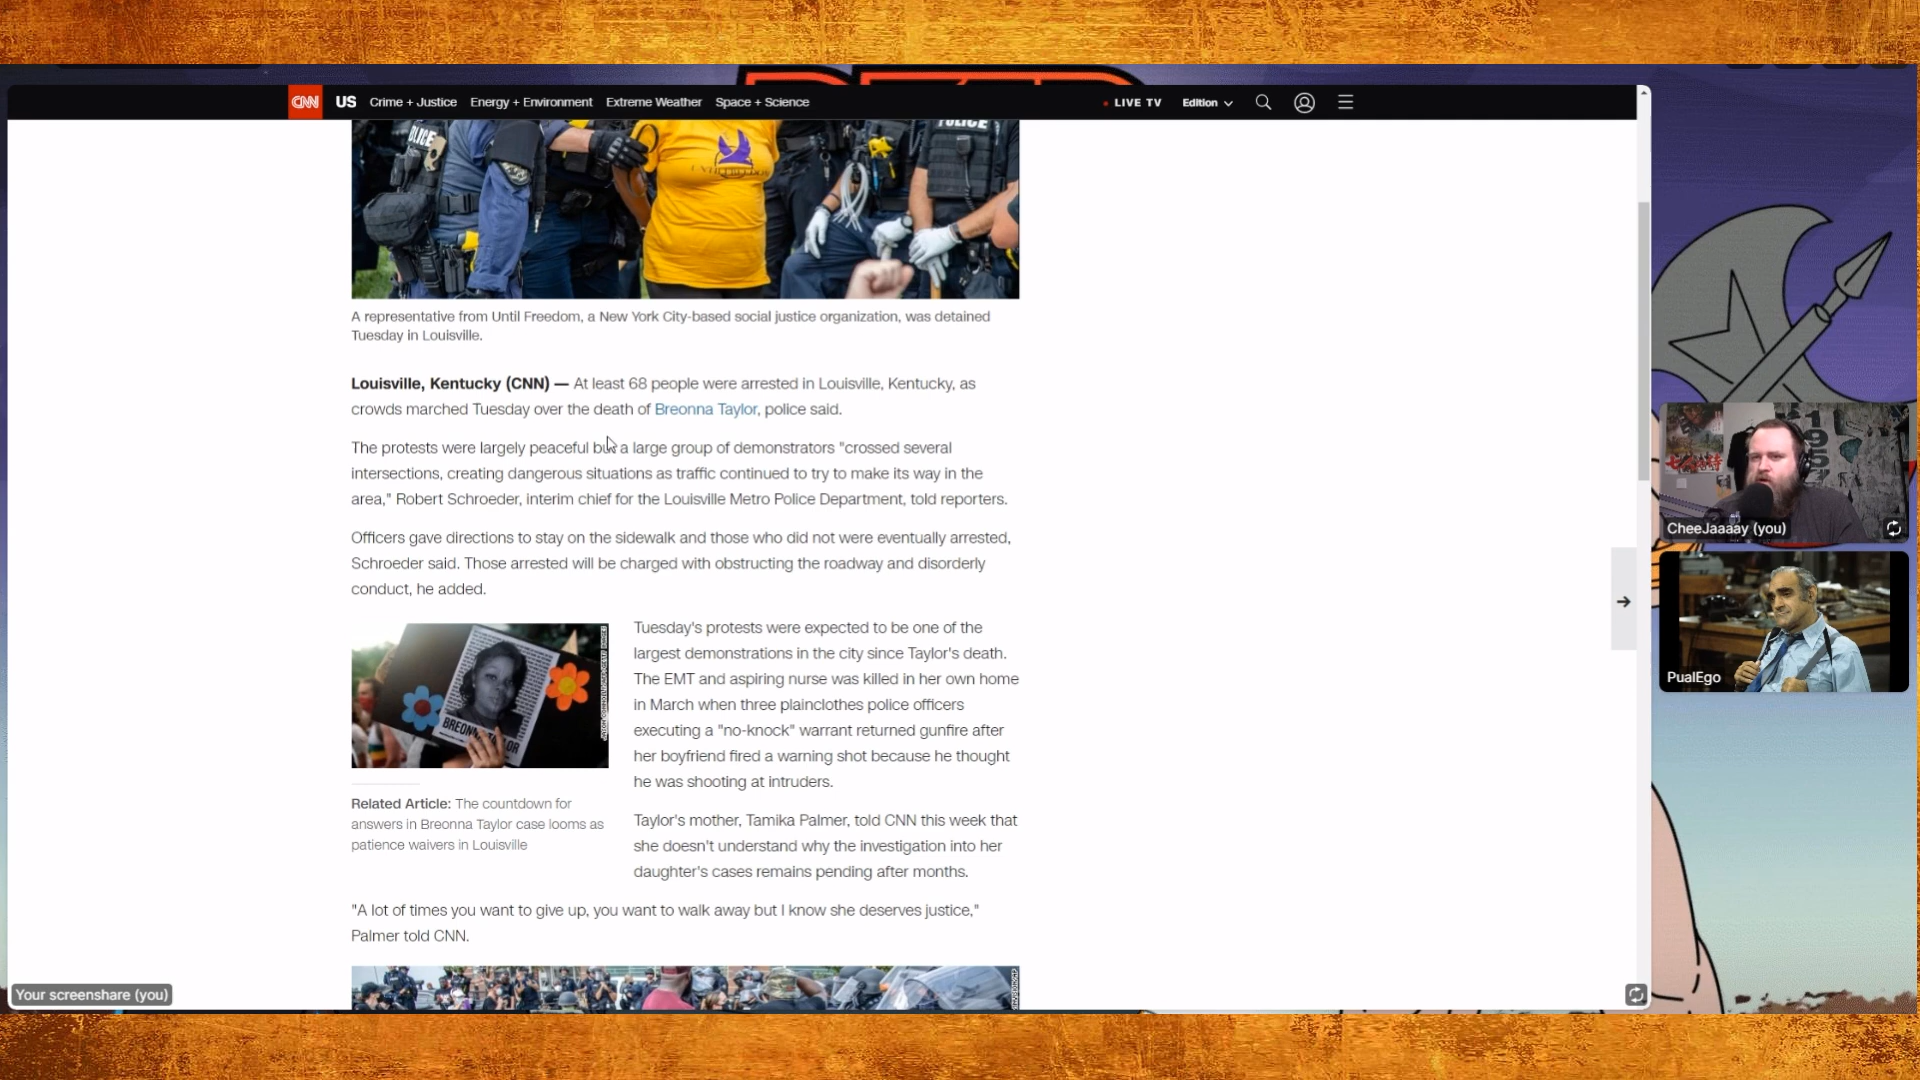 CNN US Crime + Justice Energy + Environment Extreme Weather Space + Science LIVE TV Edition
POLICE
POLICE
A representative from Until Freedom, a New York City-based social justice organization, was detained
Tuesday in Louisville.
Louisville, Kentucky (CNN) — At least 68 people were arrested in Louisville, Kentucky, as
crowds marched Tuesday over the death of Breonna Taylor, police said.
The protests were largely peaceful but a large group of demonstrators "crossed several
intersections, creating dangerous situations as traffic continued to try to make its way in the
area," Robert Schroeder, interim chief for the Louisville Metro Police Department, told reporters.
Officers gave directions to stay on the sidewalk and those who did not were eventually arrested,
Schroeder said. Those arrested will be charged with obstructing the roadway and disorderly
conduct, he added.
BREONNA TAYLOR
Related Article: The countdown for
answers in Breonna Taylor case looms as
patience waivers in Louisville
Tuesday's protests were expected to be one of the
largest demonstrations in the city since Taylor's death.
The EMT and aspiring nurse was killed in her own home
in March when three plainclothes police officers
executing a "no-knock" warrant returned gunfire after
her boyfriend fired a warning shot because he thought
he was shooting at intruders.
Taylor's mother, Tamika Palmer, told CNN this week that
she doesn't understand why the investigation into her
daughter's cases remains pending after months.
"A lot of times you want to give up, you want to walk away but I know she deserves justice,"
Palmer told CNN.
Your screenshare (you)
CheeJaaaay (you)
PualEgo